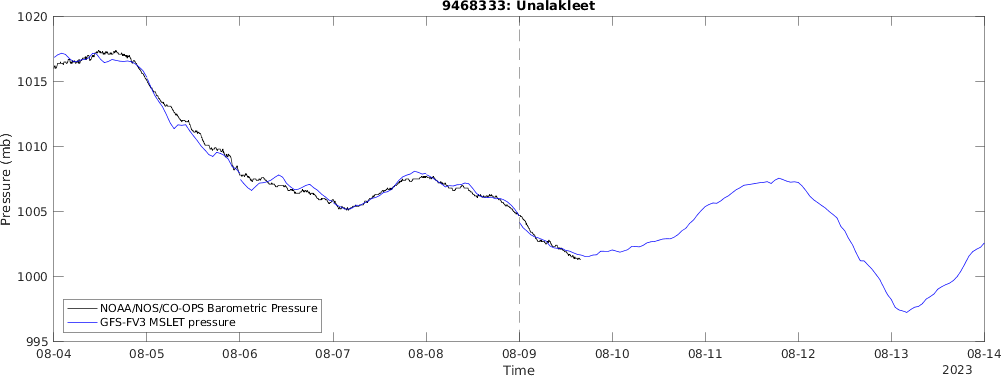 9468333: Unalakleet
1020
1015
1010
1005
1000
995
Pressure (mb)
NOAA/NOS/CO-OPS Barometric Pressure
GFS-FV3 MSLET pressure
08-04 08-05 08-06 08-07 08-08 08-09 08-10 08-11 08-12 08-13 08-14
Time
2023